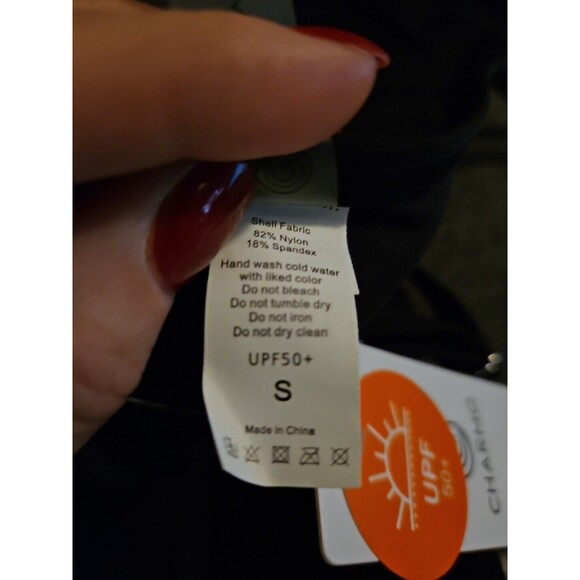 Shell Fabric
82% Nylon
18% Spandex
Hand wash cold water
with liked color
Do not bleach
Do not tumble dry
Do not iron
Do not dry clean
UPF50+
S
Made in China
UPF
50+
CHARMO